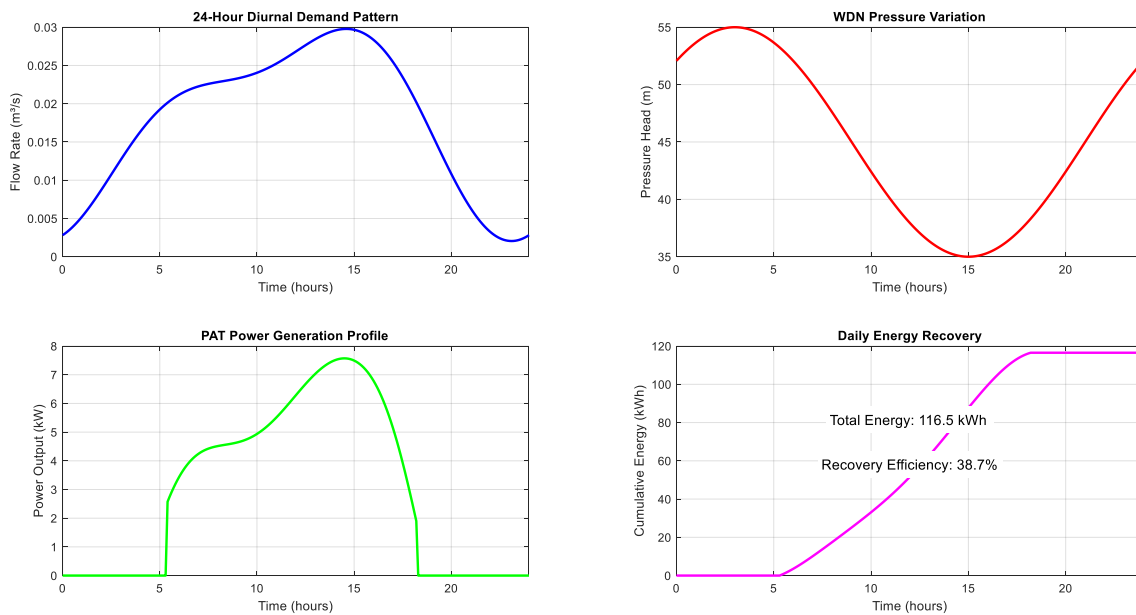 24-Hour Diurnal Demand Pattern
0.03
0.025
0.02
0.015
0.01
0.005
0
Flow Rate (m³/s)
0 5 10 15 20
Time (hours)
WDN Pressure Variation
55
50
45
40
35
Pressure Head (m)
0 5 10 15 20
Time (hours)
PAT Power Generation Profile
8
7
6
5
4
3
2
1
0
Power Output (kW)
0 5 10 15 20
Time (hours)
Daily Energy Recovery
120
100
80
60
40
20
0
Cumulative Energy (kWh)
Total Energy: 116.5 kWh
Recovery Efficiency: 38.7%
0 5 10 15 20
Time (hours)